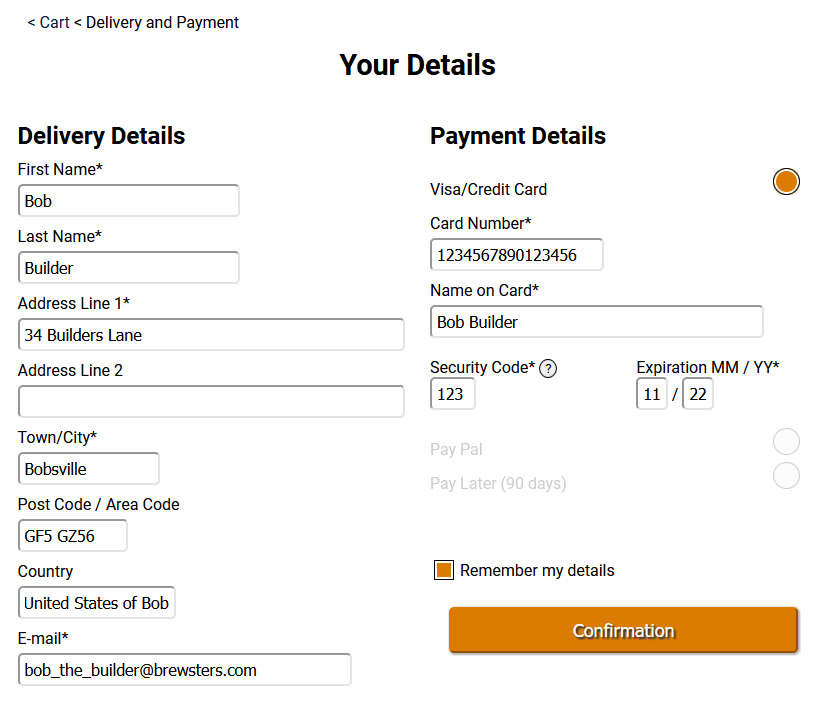 < Cart < Delivery and Payment
Your Details
Delivery Details
First Name*
Bob
Last Name*
Builder
Address Line 1*
34 Builders Lane
Address Line 2
Town/City*
Bobsville
Post Code / Area Code
GF5 GZ56
Country
United States of Bob
E-mail*
bob_the_builder@brewsters.com
Payment Details
Visa/Credit Card
Card Number*
1234567890123456
Name on Card*
Bob Builder
Security Code* ? Expiration MM / YY*
123 11 / 22
Pay Pal
Pay Later (90 days)
Remember my details
Confirmation